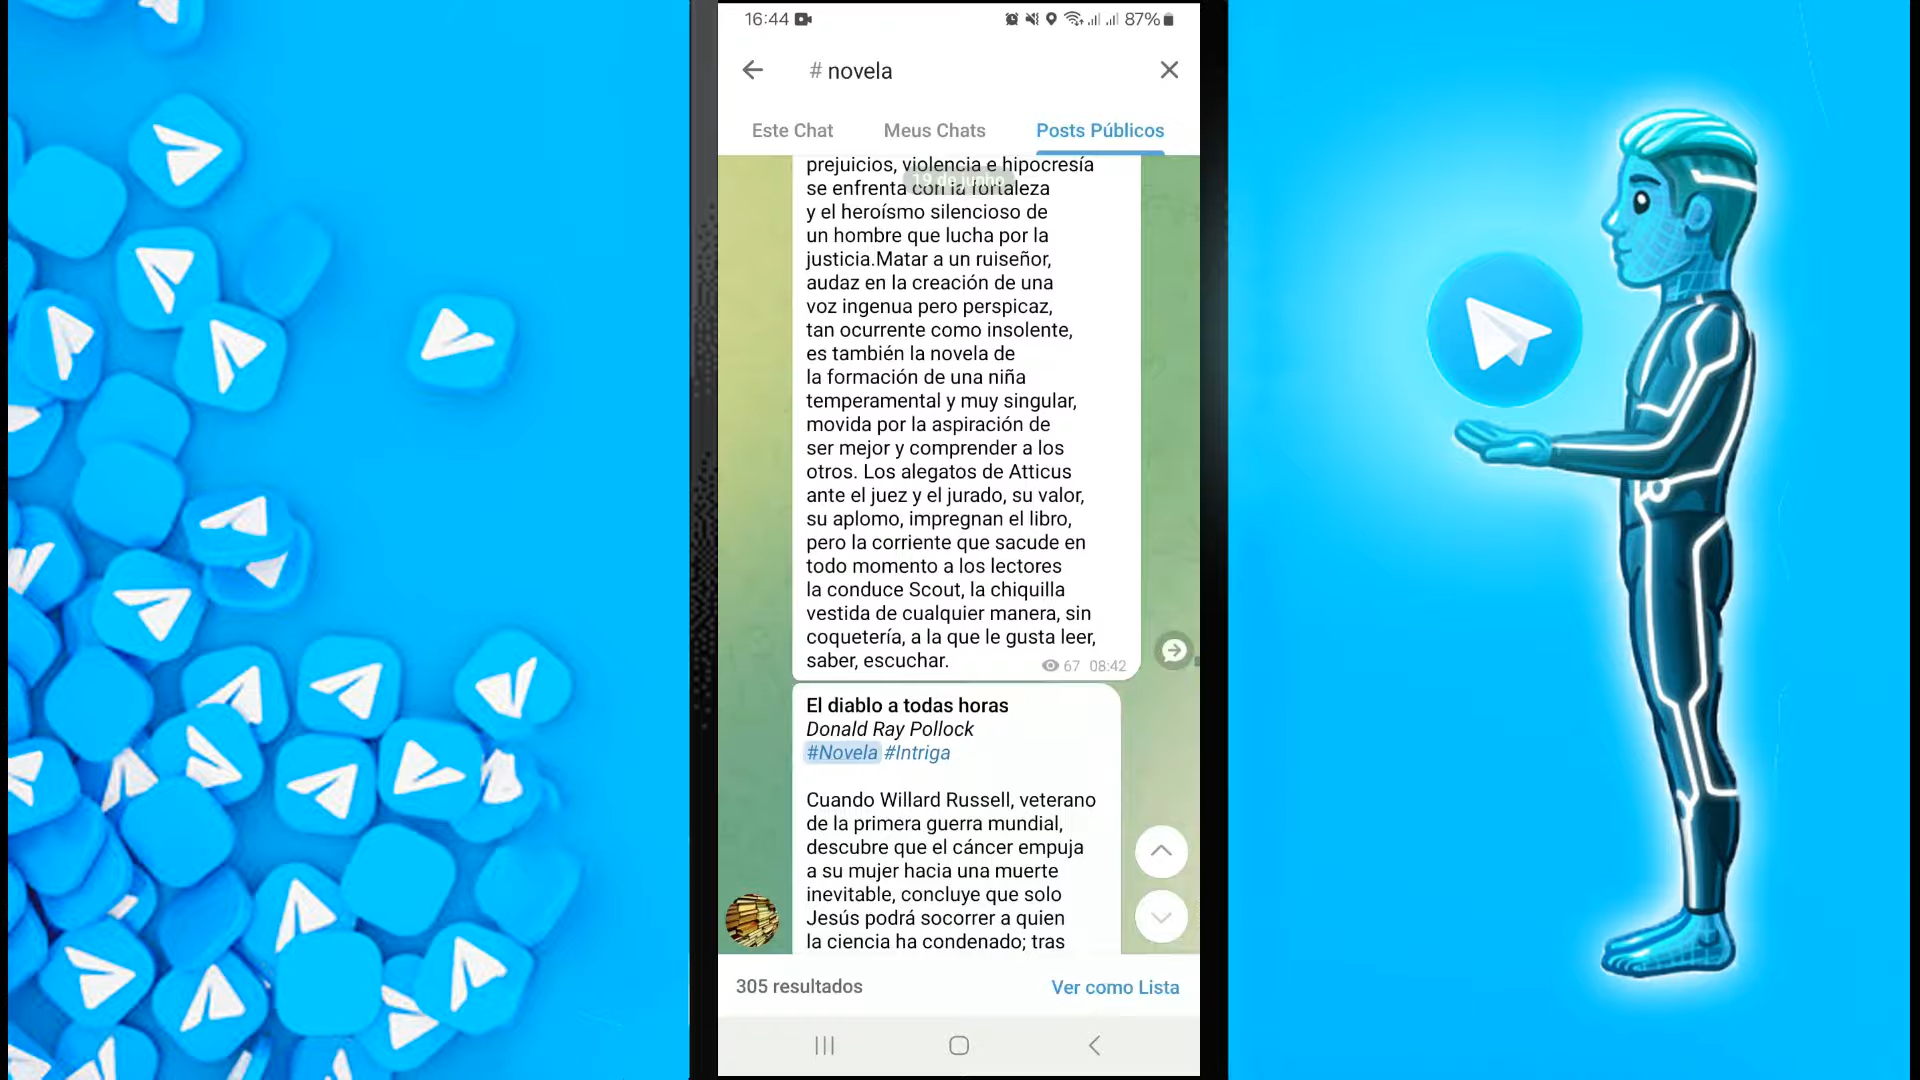 16:44
87%
# novela
Este Chat
Meus Chats
Posts Públicos
prejuicios, violencia e hipocresía
19 de junho
se enfrenta con la fortaleza
y el heroísmo silencioso de
un hombre que lucha por la
justicia.Matar a un ruiseñor,
audaz en la creación de una
voz ingenua pero perspicaz,
tan ocurrente como insolente,
es también la novela de
la formación de una niña
temperamental y muy singular,
movida por la aspiración de
ser mejor y comprender a los
otros. Los alegatos de Atticus
ante el juez y el jurado, su valor,
su aplomo, impregnan el libro,
pero la corriente que sacude en
todo momento a los lectores
la conduce Scout, la chiquilla
vestida de cualquier manera, sin
coquetería, a la que le gusta leer,
saber, escuchar.
67 08:42
El diablo a todas horas
Donald Ray Pollock
#Novela #Intriga
Cuando Willard Russell, veterano
de la primera guerra mundial,
descubre que el cáncer empuja
a su mujer hacia una muerte
inevitable, concluye que solo
Jesús podrá socorrer a quien
la ciencia ha condenado; tras
305 resultados
Ver como Lista